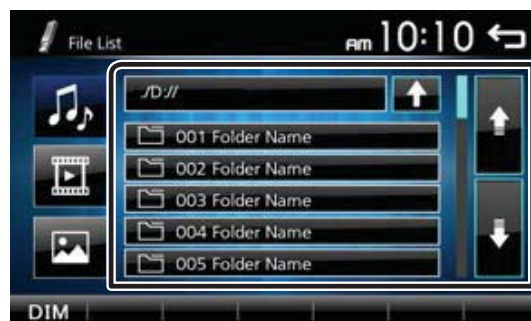 File List
AM 10:10
./D://
001 Folder Name
002 Folder Name
003 Folder Name
004 Folder Name
005 Folder Name
DIM